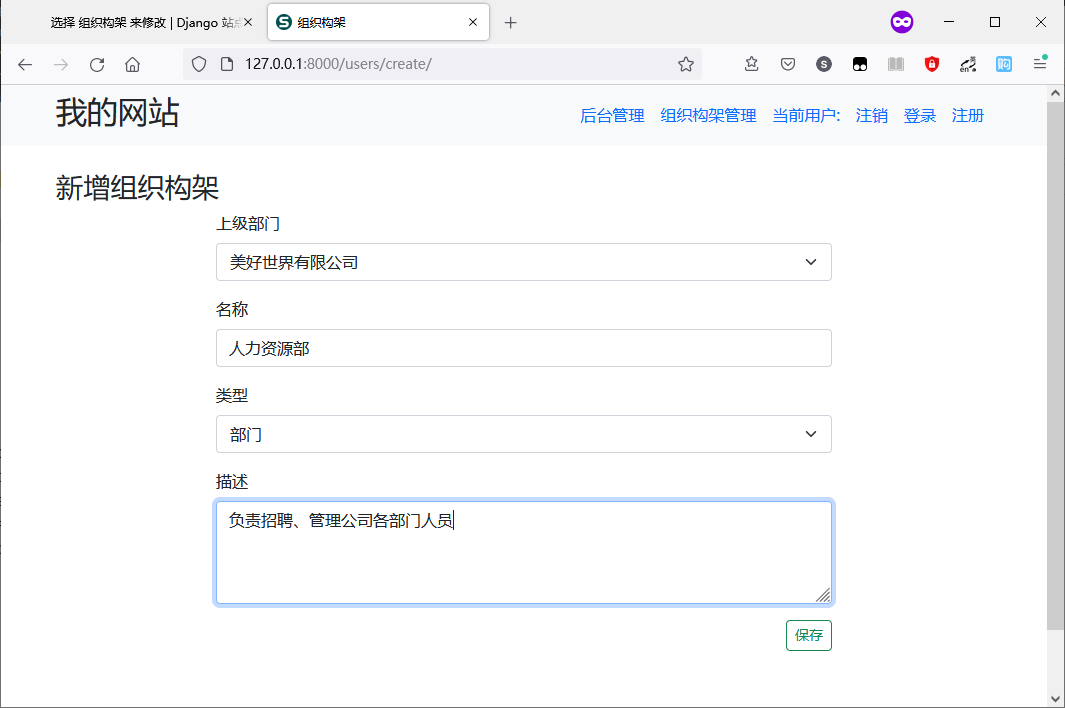 选择 组织构架 来修改 | Django 站点
组织构架
127.0.0.1:8000/users/create/
我的网站
后台管理 组织构架管理 当前用户: 注销 登录 注册
新增组织构架
上级部门
美好世界有限公司
名称
人力资源部
类型
部门
描述
负责招聘、管理公司各部门人员
保存